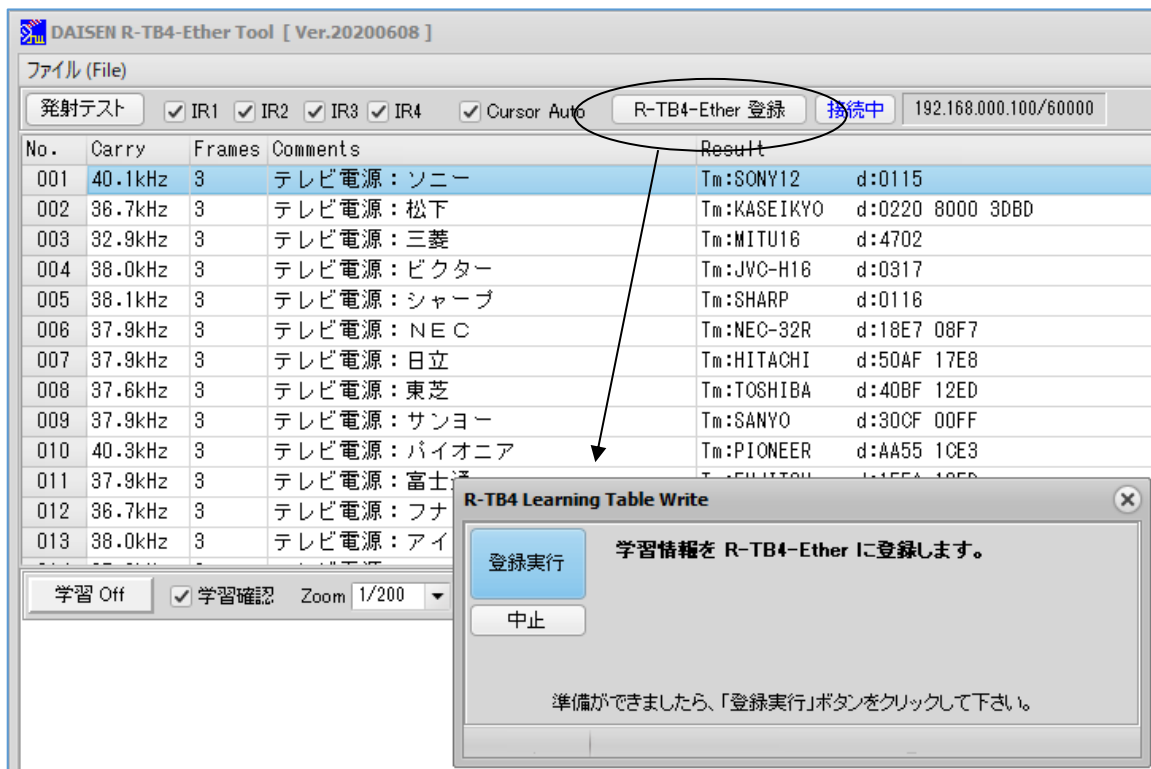 DAISEN R-TB4-Ether Tool [ Ver.20200608 ]
ファイル (File)
発射テスト IR1 IR2 IR3 IR4 Cursor Auto R-TB4-Ether 登録 接続中 192.168.000.100/60000
No. Carry Frames Comments Result
001 40.1kHz 3 テレビ電源：ソニー Tm:SONY12 d:0115
002 36.7kHz 3 テレビ電源：松下 Tm:KASEIKYO d:0220 8000 3DBD
003 32.9kHz 3 テレビ電源：三菱 Tm:MITU16 d:4702
004 38.0kHz 3 テレビ電源：ビクター Tm:JVC-H16 d:0317
005 38.1kHz 3 テレビ電源：シャープ Tm:SHARP d:0116
006 37.9kHz 3 テレビ電源：ＮＥＣ Tm:NEC-32R d:18E7 08F7
007 37.9kHz 3 テレビ電源：日立 Tm:HITACHI d:50AF 17E8
008 37.6kHz 3 テレビ電源：東芝 Tm:TOSHIBA d:40BF 12ED
009 37.9kHz 3 テレビ電源：サンヨー Tm:SANYO d:30CF 00FF
010 40.3kHz 3 テレビ電源：パイオニア Tm:PIONEER d:AA55 1CE3
011 37.9kHz 3 テレビ電源：富士
012 36.7kHz 3 テレビ電源：フナ
013 38.0kHz 3 テレビ電源：アイ
学習 Off 学習確認 Zoom 1/200
R-TB4 Learning Table Write
登録実行 学習情報を R-TB4-Ether に登録します。
中止
準備ができましたら、「登録実行」ボタンをクリックして下さい。